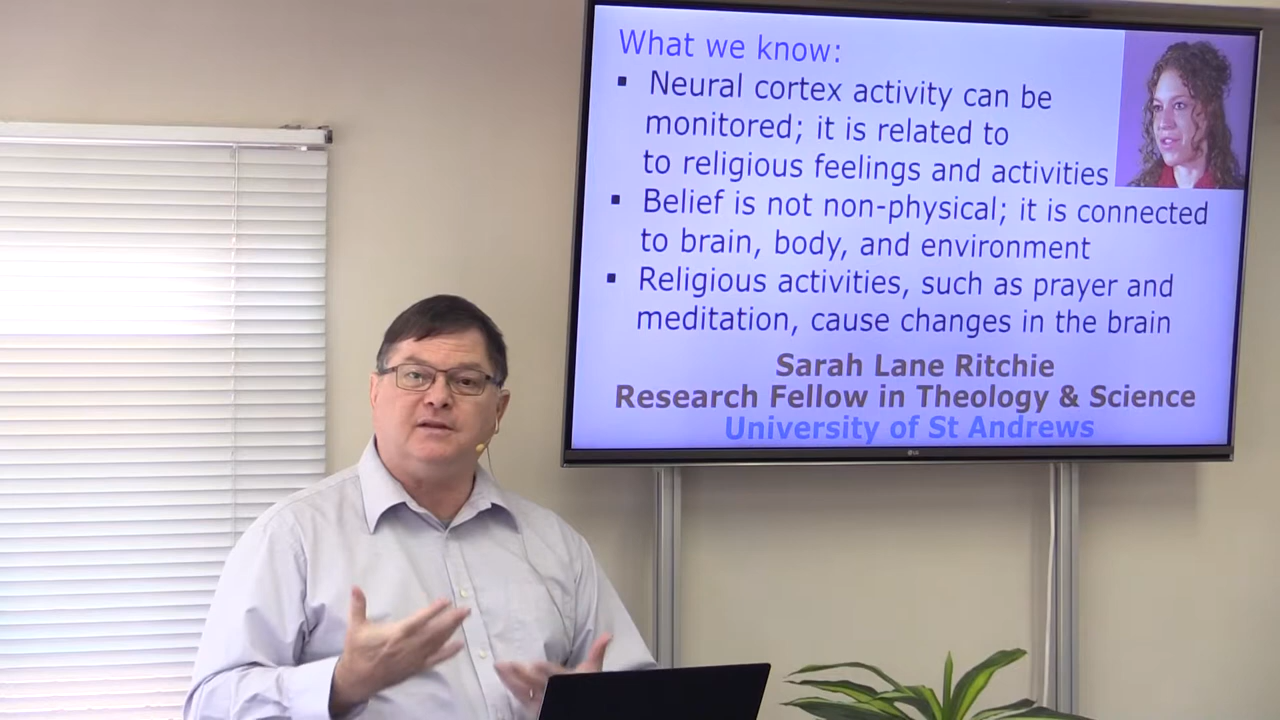 What we know:
▪ Neural cortex activity can be
monitored; it is related to
to religious feelings and activities
▪ Belief is not non-physical; it is connected
to brain, body, and environment
▪ Religious activities, such as prayer and
meditation, cause changes in the brain
Sarah Lane Ritchie
Research Fellow in Theology & Science
University of St Andrews
LG